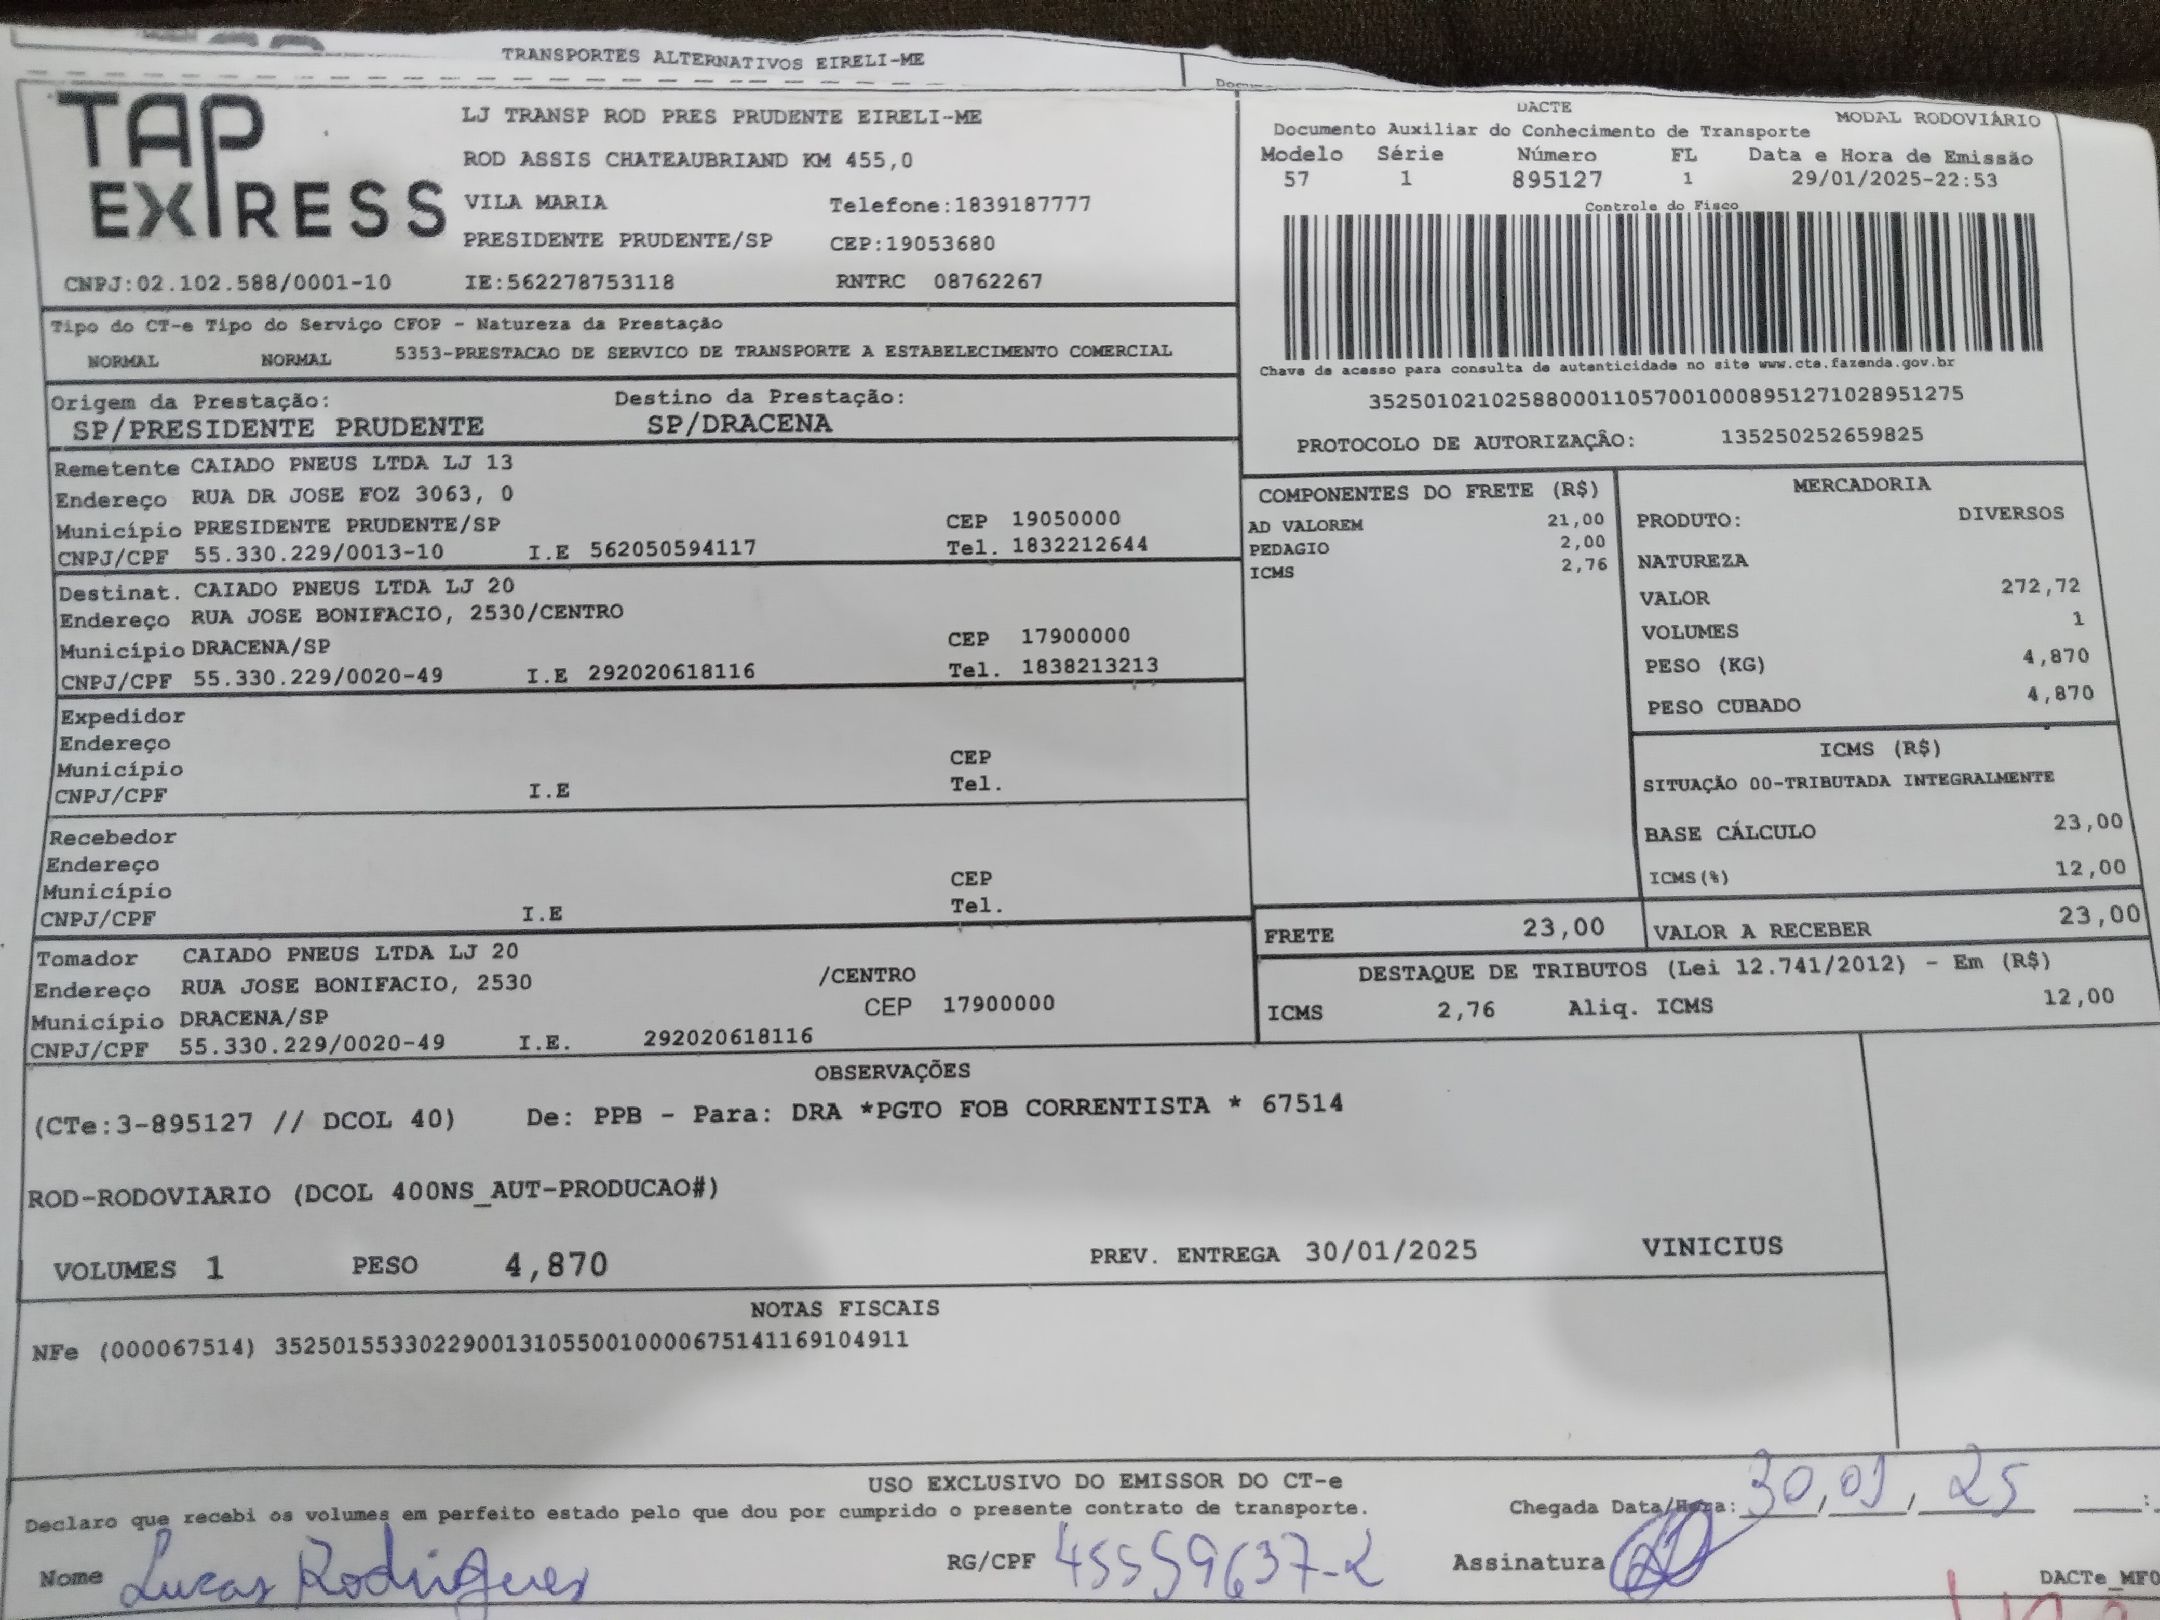 TRANSPORTES ALTERNATIVOS EIRELI-ME
TAP
EXPRESS
LJ TRANSP ROD PRES PRUDENTE EIRELI-ME
ROD ASSIS CHATEAUBRIAND KM 455,0
VILA MARIA Telefone:1839187777
PRESIDENTE PRUDENTE/SP CEP:19053680
CNPJ:02.102.588/0001-10 IE:562278753118 RNTRC 08762267
DACTE MODAL RODOVIÁRIO
Documento Auxiliar do Conhecimento de Transporte
Modelo Série Número FL Data e Hora de Emissão
57 1 895127 1 29/01/2025-22:53
Controle do Fisco
Chave de acesso para consulta de autenticidade no site www.cte.fazenda.gov.br
35250102102588000110570010008951271028951275
PROTOCOLO DE AUTORIZAÇÃO: 135250252659825
Tipo do CT-e Tipo do Serviço CFOP - Natureza da Prestação
NORMAL NORMAL 5353-PRESTACAO DE SERVICO DE TRANSPORTE A ESTABELECIMENTO COMERCIAL
Origem da Prestação: Destino da Prestação:
SP/PRESIDENTE PRUDENTE SP/DRACENA
Remetente CAIADO PNEUS LTDA LJ 13
Endereço RUA DR JOSE FOZ 3063, 0
Município PRESIDENTE PRUDENTE/SP CEP 19050000
CNPJ/CPF 55.330.229/0013-10 I.E 562050594117 Tel. 1832212644
Destinat. CAIADO PNEUS LTDA LJ 20
Endereço RUA JOSE BONIFACIO, 2530/CENTRO
Município DRACENA/SP CEP 17900000
CNPJ/CPF 55.330.229/0020-49 I.E 292020618116 Tel. 1838213213
Expedidor
Endereço
Município CEP
CNPJ/CPF I.E Tel.
Recebedor
Endereço
Município CEP
CNPJ/CPF I.E Tel.
Tomador CAIADO PNEUS LTDA LJ 20
Endereço RUA JOSE BONIFACIO, 2530 /CENTRO
Município DRACENA/SP CEP 17900000
CNPJ/CPF 55.330.229/0020-49 I.E. 292020618116
COMPONENTES DO FRETE (R$)
AD VALOREM 21,00
PEDAGIO 2,00
ICMS 2,76
MERCADORIA
PRODUTO: DIVERSOS
NATUREZA
VALOR 272,72
VOLUMES 1
PESO (KG) 4,870
PESO CUBADO 4,870
ICMS (R$)
SITUAÇÃO 00-TRIBUTADA INTEGRALMENTE
BASE CÁLCULO 23,00
ICMS(%) 12,00
FRETE 23,00 VALOR A RECEBER 23,00
DESTAQUE DE TRIBUTOS (Lei 12.741/2012) - Em (R$)
ICMS 2,76 Aliq. ICMS 12,00
OBSERVAÇÕES
(CTe:3-895127 // DCOL 40) De: PPB - Para: DRA *PGTO FOB CORRENTISTA * 67514
ROD-RODOVIARIO (DCOL 400NS_AUT-PRODUCAO#)
VOLUMES 1 PESO 4,870 PREV. ENTREGA 30/01/2025 VINICIUS
NOTAS FISCAIS
NFe (000067514) 35250155330229001310550010000675141169104911
USO EXCLUSIVO DO EMISSOR DO CT-e
Declaro que recebi os volumes em perfeito estado pelo que dou por cumprido o presente contrato de transporte. Chegada Data/Hora: 30/01/25 :
Nome Lucas Rodrigues RG/CPF 45559637-2 Assinatura
DACTe_MF0